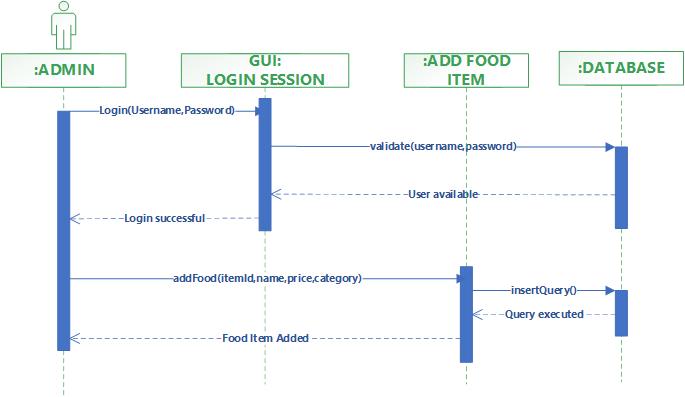 :ADMIN
GUI:
LOGIN SESSION
:ADD FOOD
ITEM
:DATABASE
Login(Username,Password)
validate(username,password)
User available
Login successful
addFood(itemId,name,price,category)
insertQuery()
Query executed
Food Item Added